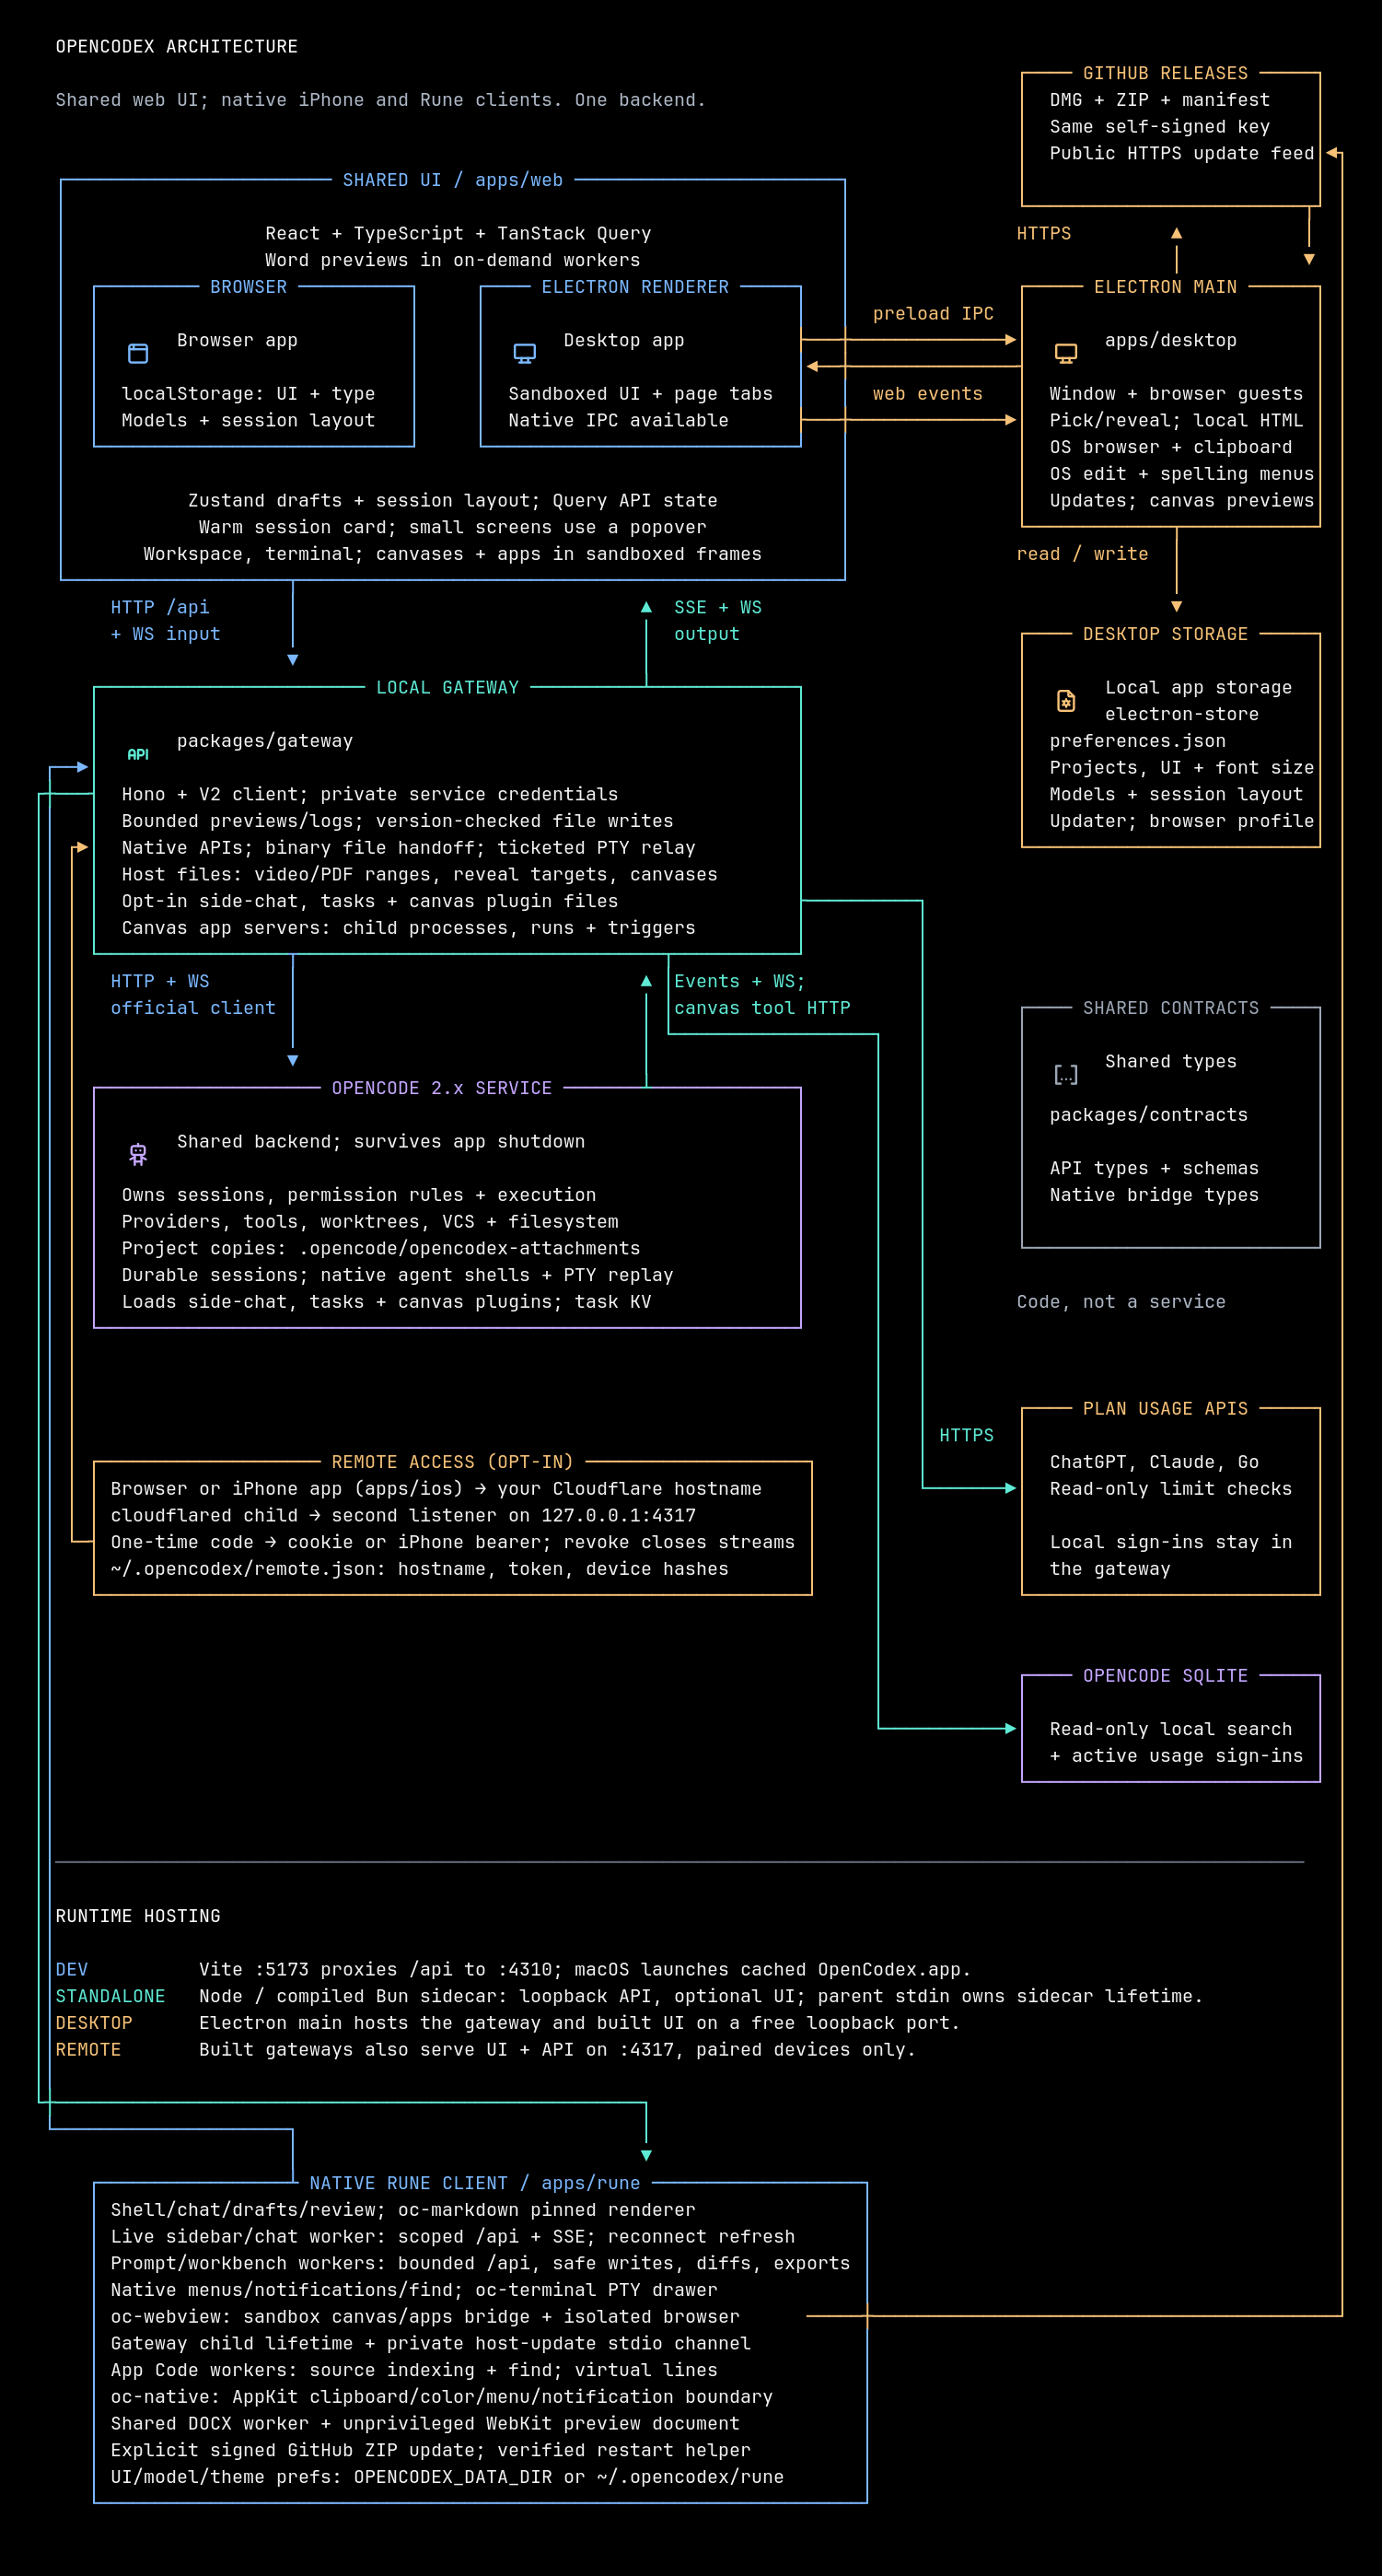 OPENCODEX ARCHITECTURE
Shared web UI; native iPhone and Rune clients. One backend.
GITHUB RELEASES
DMG + ZIP + manifest
Same self-signed key
Public HTTPS update feed
SHARED UI / apps/web
React + TypeScript + TanStack Query
Word previews in on-demand workers
BROWSER
Browser app
localStorage: UI + type
Models + session layout
ELECTRON RENDERER
Desktop app
Sandboxed UI + page tabs
Native IPC available
Zustand drafts + session layout; Query API state
Warm session card; small screens use a popover
Workspace, terminal; canvases + apps in sandboxed frames
preload IPC
web events
HTTPS
ELECTRON MAIN
apps/desktop
Window + browser guests
Pick/reveal; local HTML
OS browser + clipboard
OS edit + spelling menus
Updates; canvas previews
read / write
DESKTOP STORAGE
Local app storage
electron-store
preferences.json
Projects, UI + font size
Models + session layout
Updater; browser profile
HTTP /api
+ WS input
SSE + WS
output
LOCAL GATEWAY
API
packages/gateway
Hono + V2 client; private service credentials
Bounded previews/logs; version-checked file writes
Native APIs; binary file handoff; ticketed PTY relay
Host files: video/PDF ranges, reveal targets, canvases
Opt-in side-chat, tasks + canvas plugin files
Canvas app servers: child processes, runs + triggers
HTTP + WS
official client
Events + WS;
canvas tool HTTP
SHARED CONTRACTS
[...]
Shared types
packages/contracts
API types + schemas
Native bridge types
Code, not a service
OPENCODE 2.x SERVICE
Shared backend; survives app shutdown
Owns sessions, permission rules + execution
Providers, tools, worktrees, VCS + filesystem
Project copies: .opencode/opencodex-attachments
Durable sessions; native agent shells + PTY replay
Loads side-chat, tasks + canvas plugins; task KV
HTTPS
PLAN USAGE APIS
ChatGPT, Claude, Go
Read-only limit checks
Local sign-ins stay in
the gateway
REMOTE ACCESS (OPT-IN)
Browser or iPhone app (apps/ios) → your Cloudflare hostname
cloudflared child → second listener on 127.0.0.1:4317
One-time code → cookie or iPhone bearer; revoke closes streams
~/.opencodex/remote.json: hostname, token, device hashes
OPENCODE SQLITE
Read-only local search
+ active usage sign-ins
RUNTIME HOSTING
DEV Vite :5173 proxies /api to :4310; macOS launches cached OpenCodex.app.
STANDALONE Node / compiled Bun sidecar: loopback API, optional UI; parent stdin owns sidecar lifetime.
DESKTOP Electron main hosts the gateway and built UI on a free loopback port.
REMOTE Built gateways also serve UI + API on :4317, paired devices only.
NATIVE RUNE CLIENT / apps/rune
Shell/chat/drafts/review; oc-markdown pinned renderer
Live sidebar/chat worker: scoped /api + SSE; reconnect refresh
Prompt/workbench workers: bounded /api, safe writes, diffs, exports
Native menus/notifications/find; oc-terminal PTY drawer
oc-webview: sandbox canvas/apps bridge + isolated browser
Gateway child lifetime + private host-update stdio channel
App Code workers: source indexing + find; virtual lines
oc-native: AppKit clipboard/color/menu/notification boundary
Shared DOCX worker + unprivileged WebKit preview document
Explicit signed GitHub ZIP update; verified restart helper
UI/model/theme prefs: OPENCODEX_DATA_DIR or ~/.opencodex/rune